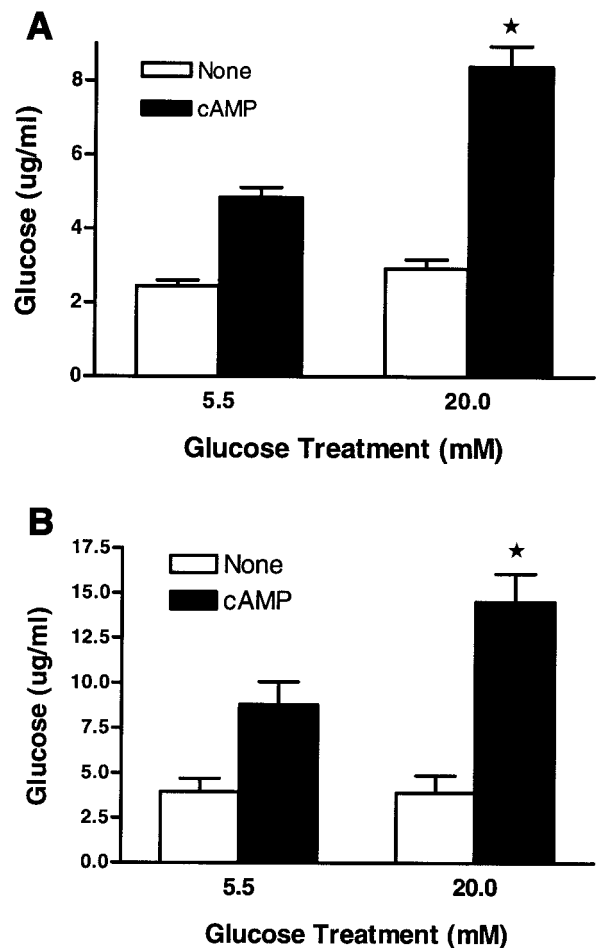 A
★
None
cAMP
8
6
4
2
0
Glucose (ug/ml)
5.5 20.0
Glucose Treatment (mM)
B
★
None
cAMP
17.5
15.0
12.5
10.0
7.5
5.0
2.5
0.0
Glucose (ug/ml)
5.5 20.0
Glucose Treatment (mM)